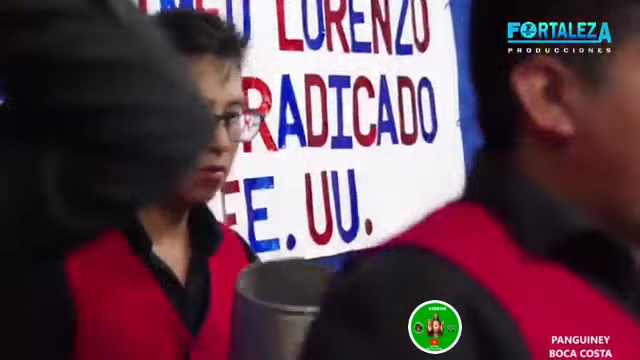 FORTALEZA
PRODUCCIONES
LORENZO
RADICADO
EE. UU.
PANGUINEY
BOCA COSTA